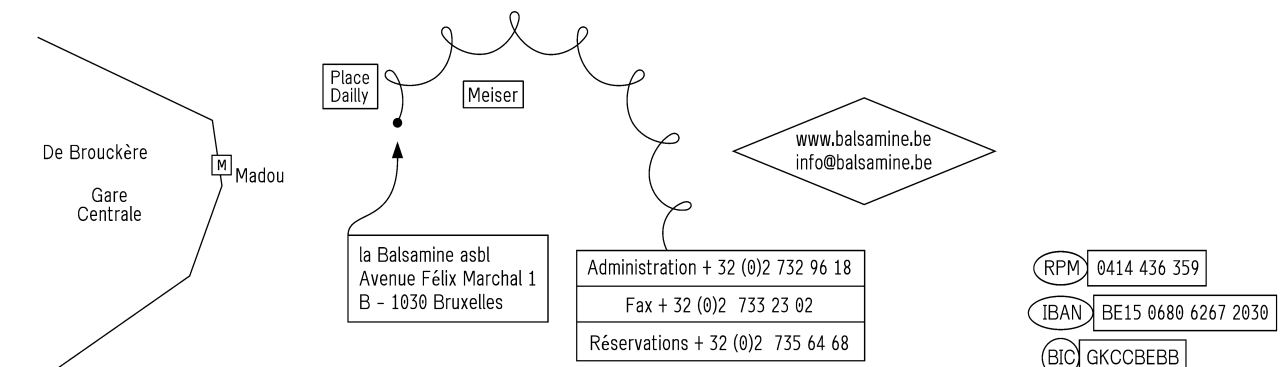 De Brouckère
Gare
Centrale
M
Madou
Place
Dailly
Meiser
la Balsamine asbl
Avenue Félix Marchal 1
B - 1030 Bruxelles
Administration + 32 (0)2 732 96 18
Fax + 32 (0)2 733 23 02
Réservations + 32 (0)2 735 64 68
www.balsamine.be
info@balsamine.be
RPM 0414 436 359
IBAN BE15 0680 6267 2030
BIC GKCCBEBB